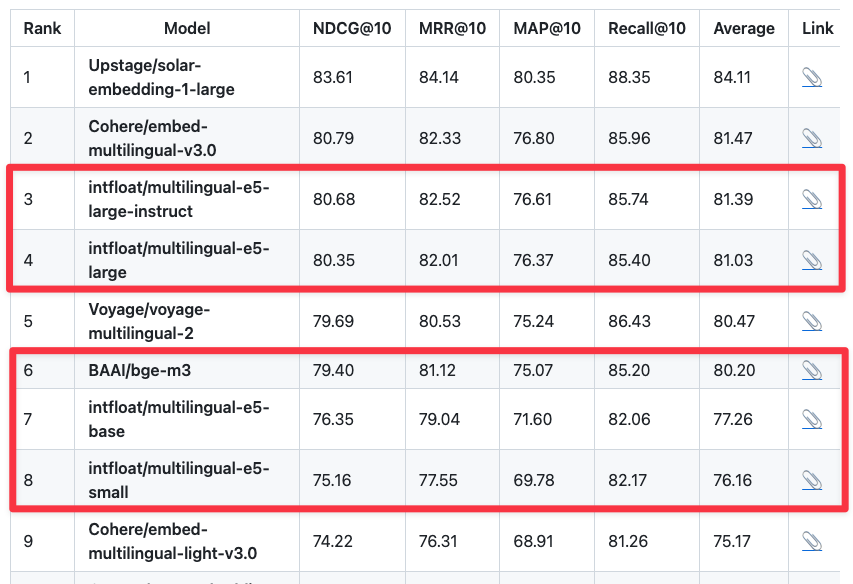 Rank Model NDCG@10 MRR@10 MAP@10 Recall@10 Average Link
1 Upstage/solar-embedding-1-large 83.61 84.14 80.35 88.35 84.11
2 Cohere/embed-multilingual-v3.0 80.79 82.33 76.80 85.96 81.47
3 intfloat/multilingual-e5-large-instruct 80.68 82.52 76.61 85.74 81.39
4 intfloat/multilingual-e5-large 80.35 82.01 76.37 85.40 81.03
5 Voyage/voyage-multilingual-2 79.69 80.53 75.24 86.43 80.47
6 BAAI/bge-m3 79.40 81.12 75.07 85.20 80.20
7 intfloat/multilingual-e5-base 76.35 79.04 71.60 82.06 77.26
8 intfloat/multilingual-e5-small 75.16 77.55 69.78 82.17 76.16
9 Cohere/embed-multilingual-light-v3.0 74.22 76.31 68.91 81.26 75.17